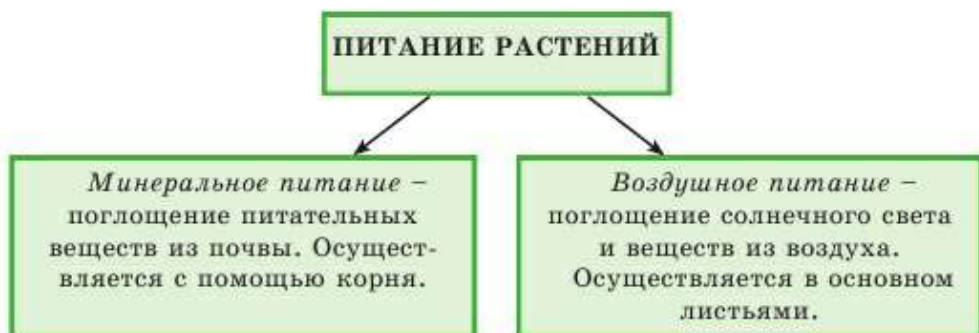 ПИТАНИЕ РАСТЕНИЙ
Минеральное питание –
поглощение питательных
веществ из почвы. Осущест-
вляется с помощью корня.
Воздушное питание –
поглощение солнечного света
и веществ из воздуха.
Осуществляется в основном
листьями.